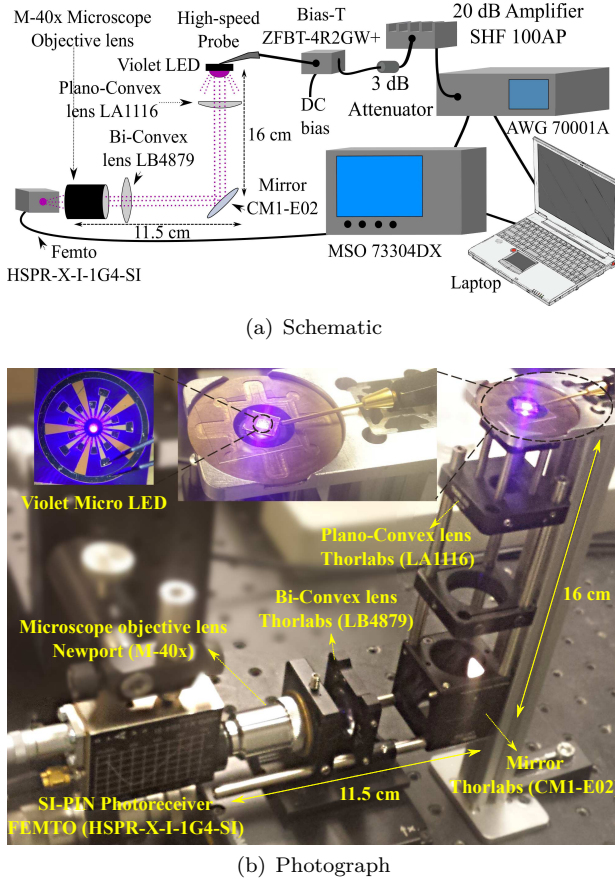 M-40x Microscope
Objective lens
High-speed
Probe
Bias-T
ZFBT-4R2GW+
20 dB Amplifier
SHF 100AP
Violet LED
Plano-Convex
lens LA1116
3 dB
Attenuator
DC
bias
AWG 70001A
Bi-Convex
lens LB4879
16 cm
Mirror
CM1-E02
11.5 cm
Femto
HSPR-X-I-1G4-SI
MSO 73304DX
Laptop
(a) Schematic
Violet Micro LED
Plano-Convex lens
Thorlabs (LA1116)
Bi-Convex lens
Thorlabs (LB4879)
16 cm
Microscope objective lens
Newport (M-40x)
Mirror
Thorlabs (CM1-E02
11.5 cm
SI-PIN Photoreceiver
FEMTO (HSPR-X-I-1G4-SI)
(b) Photograph